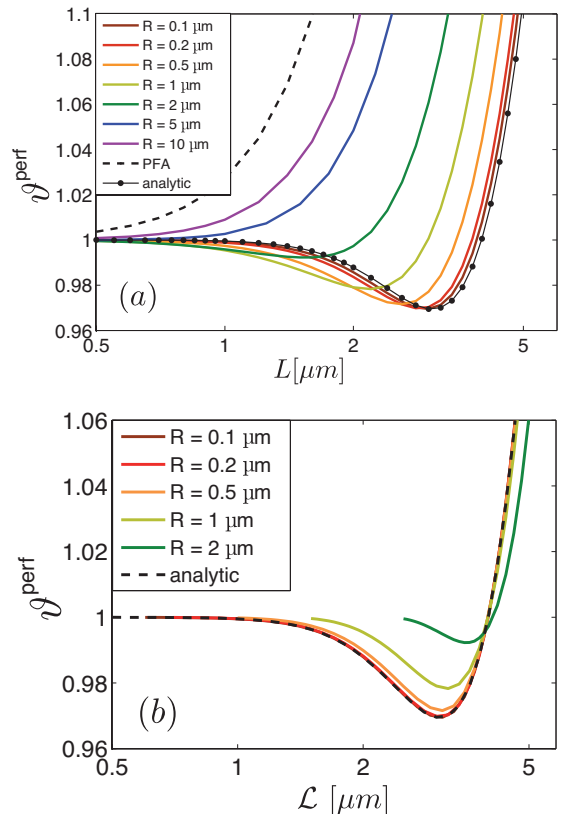 1.1
1.08
1.06
1.04
1.02
1
0.98
0.96
ϑperf
R = 0.1 µm
R = 0.2 µm
R = 0.5 µm
R = 1 µm
R = 2 µm
R = 5 µm
R = 10 µm
PFA
analytic
(a)
0.5 1 2 5
L[µm]
1.06
1.04
1.02
1
0.98
0.96
ϑperf
R = 0.1 µm
R = 0.2 µm
R = 0.5 µm
R = 1 µm
R = 2 µm
analytic
(b)
0.5 1 2 5
ℒ [µm]